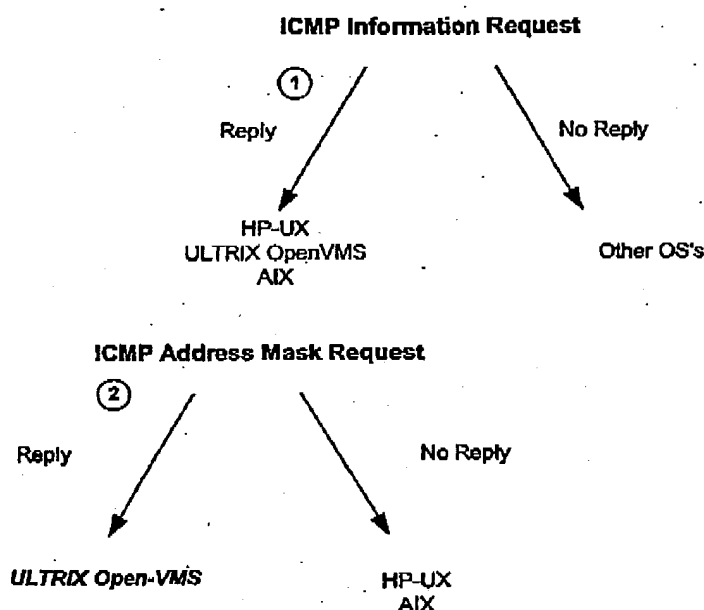 ICMP Information Request
1
Reply
No Reply
HP-UX
ULTRIX OpenVMS
AIX
Other OS's
ICMP Address Mask Request
2
Reply
No Reply
ULTRIX Open-VMS
HP-UX
AIX